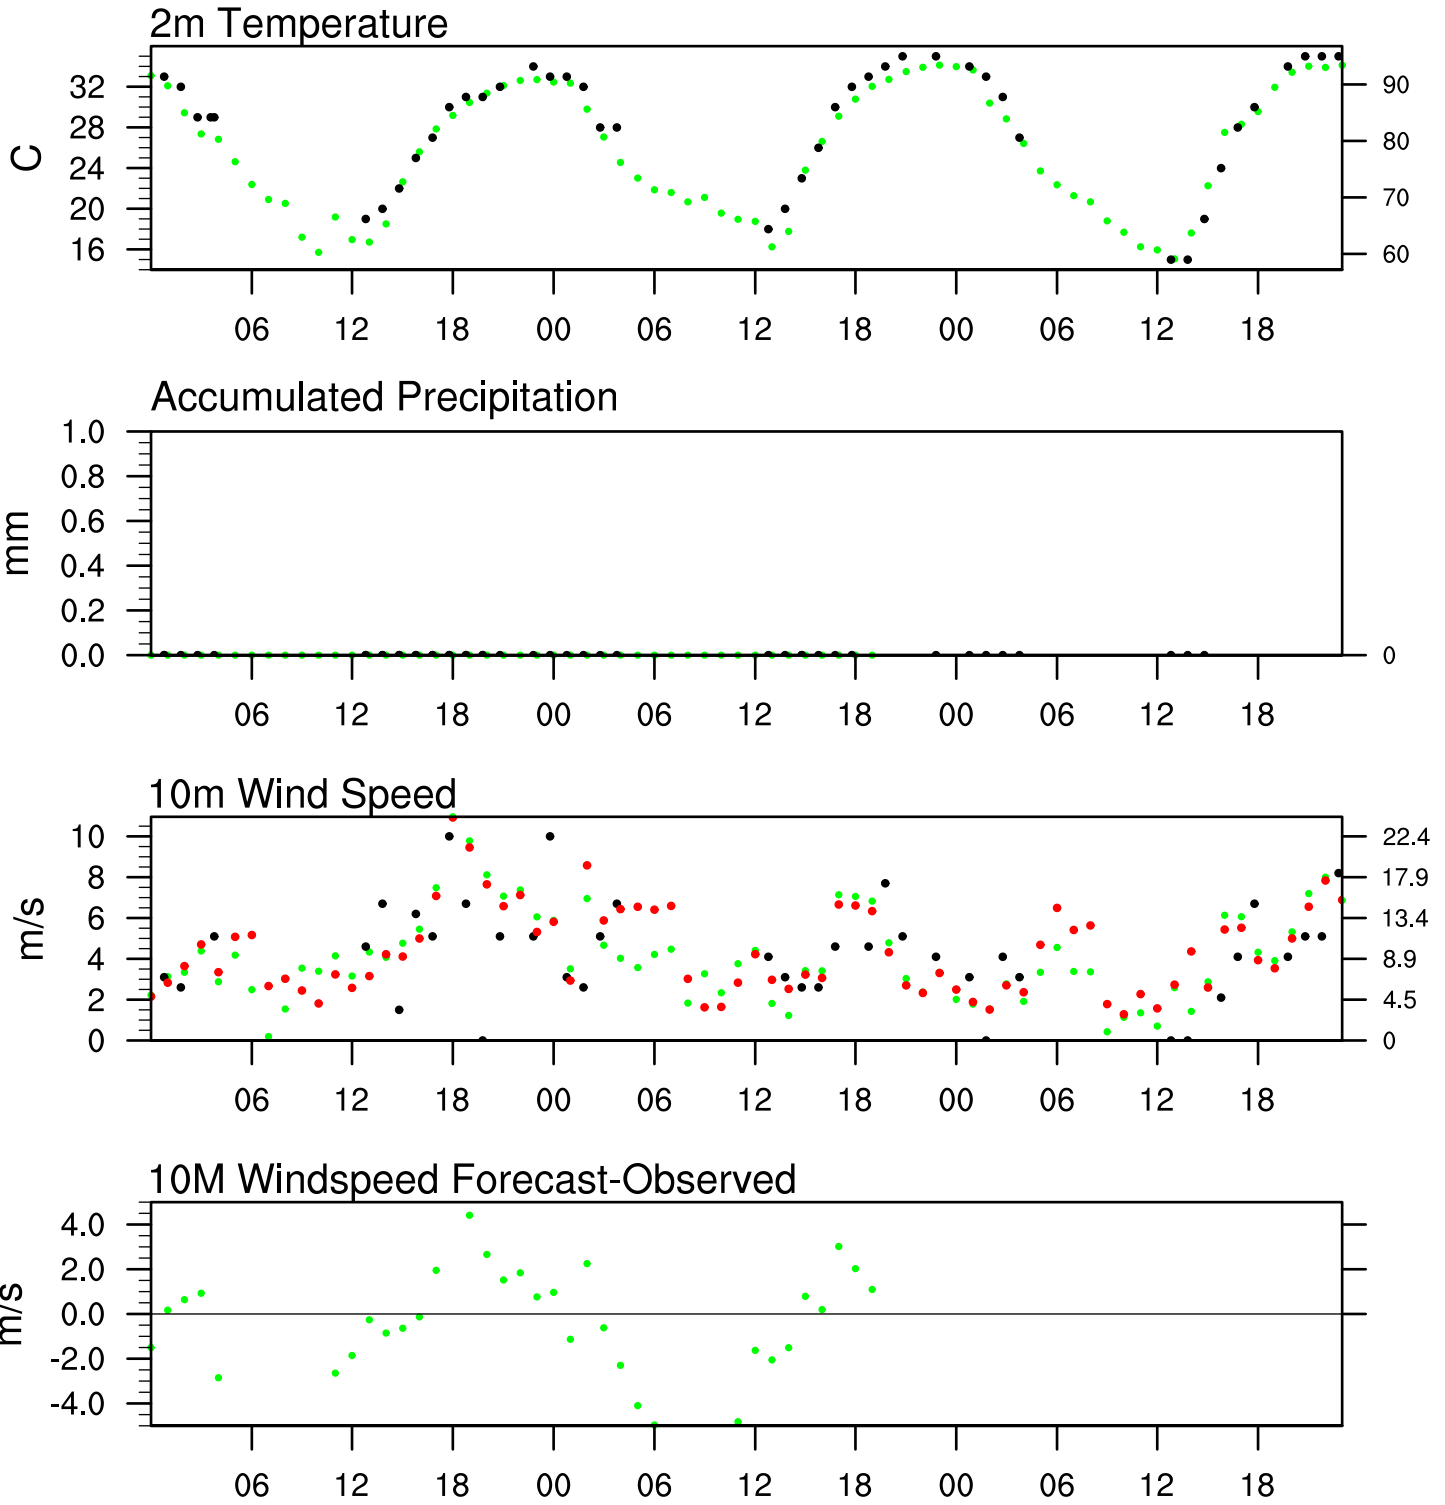 2m Temperature
C
32
28
24
20
16
90
80
70
60
06 12 18 00 06 12 18 00 06 12 18
Accumulated Precipitation
mm
1.0
0.8
0.6
0.4
0.2
0.0
0
06 12 18 00 06 12 18 00 06 12 18
10m Wind Speed
m/s
10
8
6
4
2
0
22.4
17.9
13.4
8.9
4.5
0
06 12 18 00 06 12 18 00 06 12 18
10M Windspeed Forecast-Observed
m/s
4.0
2.0
0.0
-2.0
-4.0
06 12 18 00 06 12 18 00 06 12 18